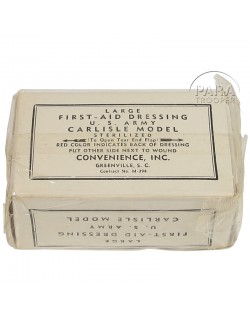 PARA
TROOPER
LARGE
FIRST-AID DRESSING
U. S. ARMY
CARLISLE MODEL
STERILIZED
(To Open Tear End Flap)
RED COLOR INDICATES BACK OF DRESSING
PUT OTHER SIDE NEXT TO WOUND
CONVENIENCE, INC.
GREENVILLE, S. C.
CARLISLE MODEL
U. S. ARMY
FIRST-AID DRESSING
LARGE